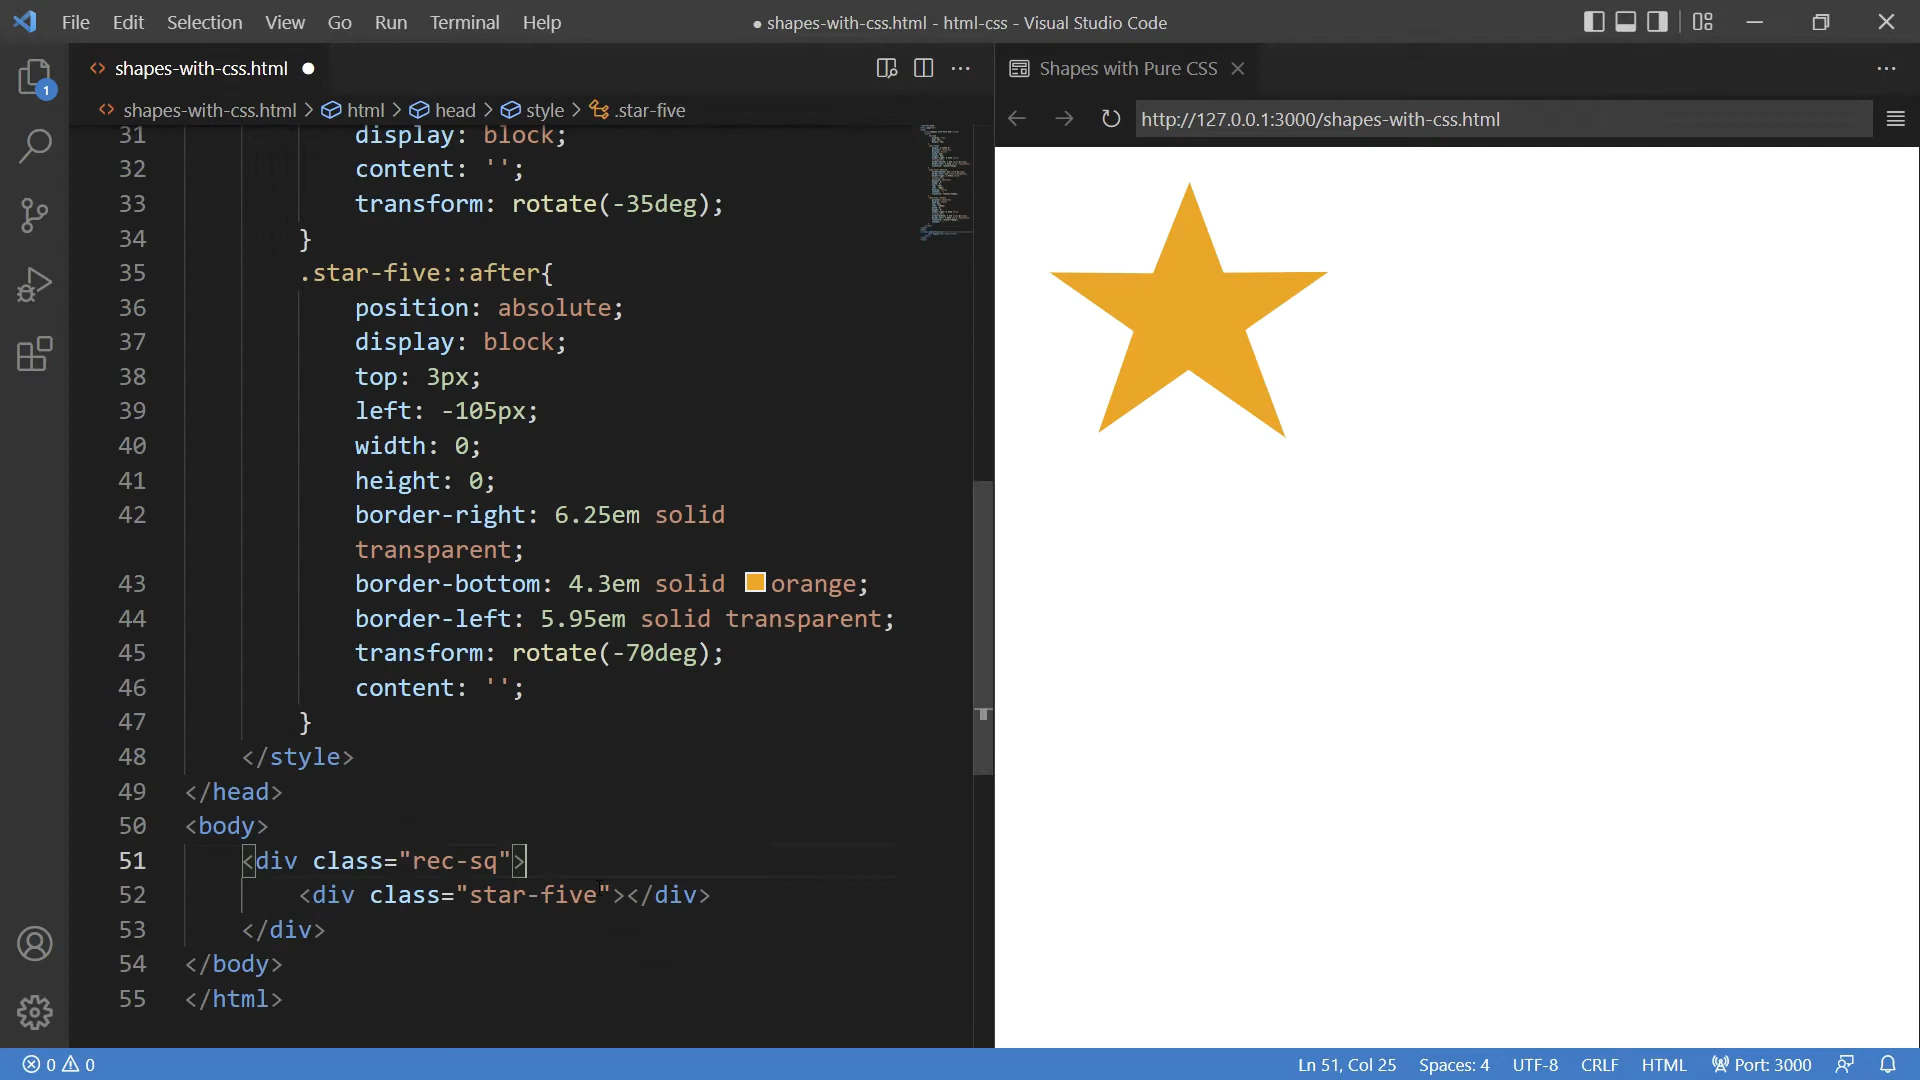 File Edit Selection View Go Run Terminal Help
● shapes-with-css.html - html-css - Visual Studio Code
shapes-with-css.html ●
Shapes with Pure CSS
shapes-with-css.html > html > head > style > .star-five
http://127.0.0.1:3000/shapes-with-css.html
1
31 display: block;
32 content: '';
33 transform: rotate(-35deg);
34 }
35 .star-five::after{
36 position: absolute;
37 display: block;
38 top: 3px;
39 left: -105px;
40 width: 0;
41 height: 0;
42 border-right: 6.25em solid
transparent;
43 border-bottom: 4.3em solid orange;
44 border-left: 5.95em solid transparent;
45 transform: rotate(-70deg);
46 content: '';
47 }
48 </style>
49 </head>
50 <body>
51 <div class="rec-sq">
52 <div class="star-five"></div>
53 </div>
54 </body>
55 </html>
0 0
Ln 51, Col 25 Spaces: 4 UTF-8 CRLF HTML Port: 3000